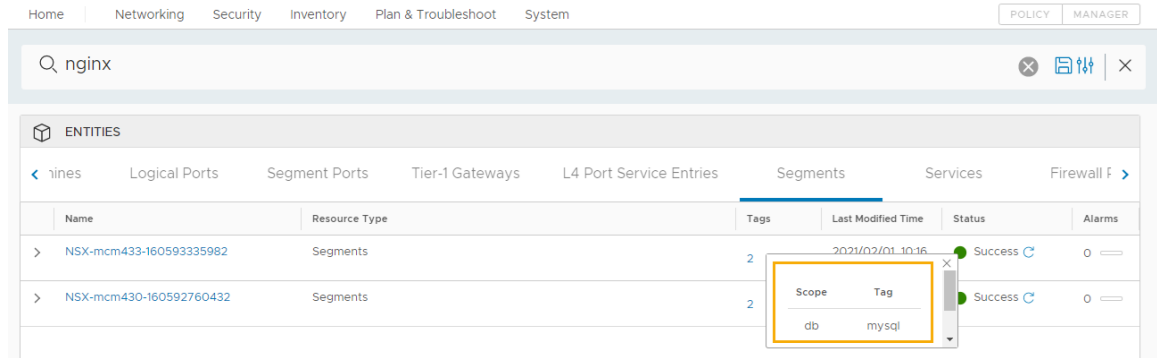 Home Networking Security Inventory Plan & Troubleshoot System POLICY MANAGER
nginx
ENTITIES
Logical Ports Segment Ports Tier-1 Gateways L4 Port Service Entries Segments Services Firewall
Name Resource Type Tags Last Modified Time Status Alarms
NSX-mcm433-160593335982 Segments 2 2021/02/01, 10:16 Success 0
NSX-mcm430-160592760432 Segments 2 Success 0
Scope Tag
db mysql